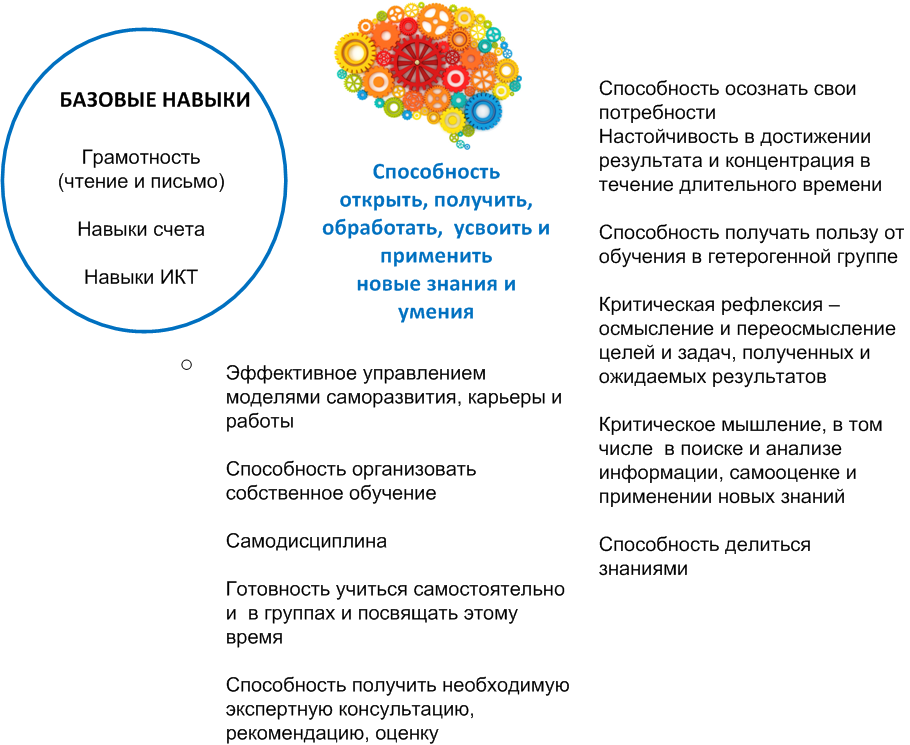 БАЗОВЫЕ НАВЫКИ
Грамотность
(чтение и письмо)
Навыки счета
Навыки ИКТ
Способность
открыть, получить,
обработать,  усвоить и
применить
новые знания и
умения
Эффективное управлением
моделями саморазвития, карьеры и
работы
Способность организовать
собственное обучение
Самодисциплина
Готовность учиться самостоятельно
и  в группах и посвящать этому
время
Способность получить необходимую
экспертную консультацию,
рекомендацию, оценку
Способность осознать свои
потребности
Настойчивость в достижении
результата и концентрация в
течение длительного времени
Способность получать пользу от
обучения в гетерогенной группе
Критическая рефлексия –
осмысление и переосмысление
целей и задач, полученных и
ожидаемых результатов
Критическое мышление, в том
числе  в поиске и анализе
информации, самооценке и
применении новых знаний
Способность делиться
знаниями